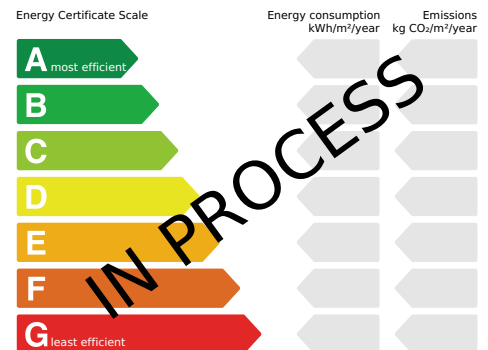 Energy Certificate Scale
Energy consumption
kWh/m²/year
Emissions
kg CO₂/m²/year
A most efficient
B
C
D
E
F
G least efficient
IN PROCESS